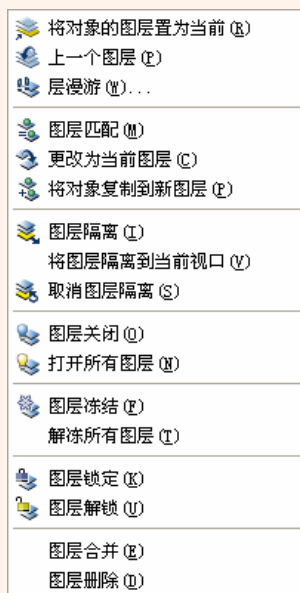 将对象的图层置为当前(R)
上一个图层(P)
层漫游(W)...
图层匹配(M)
更改为当前图层(C)
将对象复制到新图层(P)
图层隔离(I)
将图层隔离到当前视口(V)
取消图层隔离(S)
图层关闭(O)
打开所有图层(N)
图层冻结(F)
解冻所有图层(T)
图层锁定(K)
图层解锁(U)
图层合并(E)
图层删除(D)